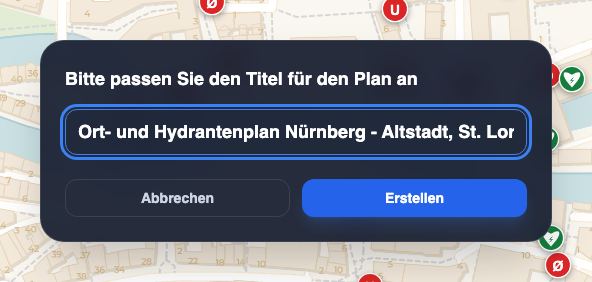 Ø
U
Bitte passen Sie den Titel für den Plan an
Ort- und Hydrantenplan Nürnberg - Altstadt, St. Lor
Abbrechen
Erstellen
Ø